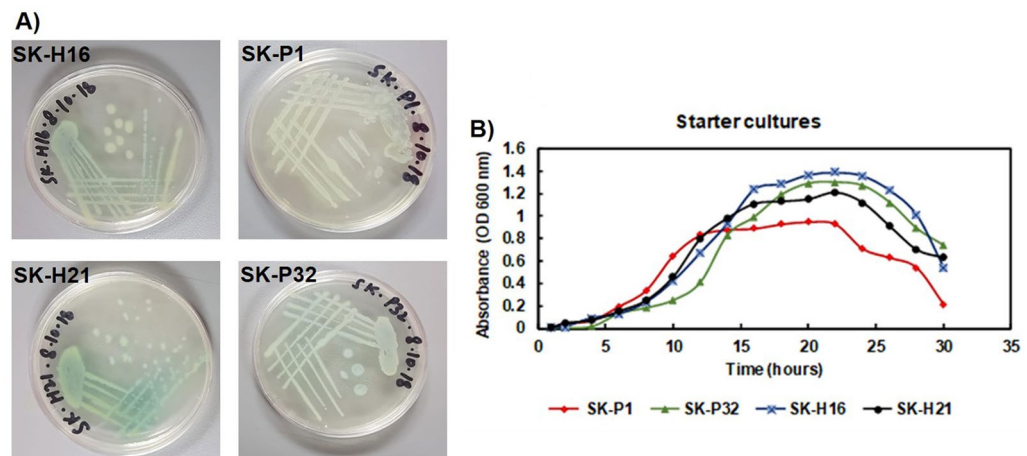 A)
SK-H16
SK-H16·8·10·18
SK-P1
SK·P1·8·10·18
SK-H21
SK·H21·8·10·18
SK-P32
SK·P32·8·10·18
B)
Starter cultures
Absorbance (OD 600 nm)
1.6
1.4
1.2
1
0.8
0.6
0.4
0.2
0
0 5 10 15 20 25 30 35
Time (hours)
SK-P1 SK-P32 SK-H16 SK-H21